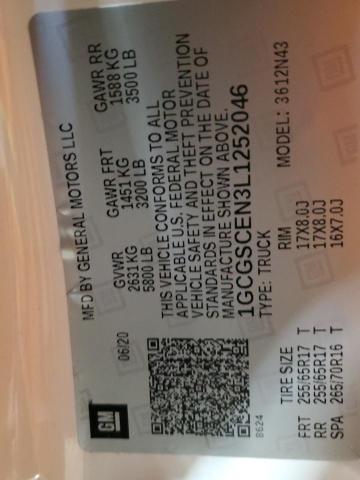 GM
MFD BY GENERAL MOTORS LLC
06/20
GVWR
2631 KG
5800 LB
GAWR FRT
1451 KG
3200 LB
GAWR RR
1588 KG
3500 LB
THIS VEHICLE CONFORMS TO ALL
APPLICABLE U.S. FEDERAL MOTOR
VEHICLE SAFETY AND THEFT PREVENTION
STANDARDS IN EFFECT ON THE DATE OF
MANUFACTURE SHOWN ABOVE.
1GCGSCEN3L1252046
8624
TYPE: TRUCK
MODEL: 3612N43
TIRE SIZE RIM
FRT 255/65R17 T 17X8.0J
RR 255/65R17 T 17X8.0J
SPA 265/70R16 T 16X7.0J